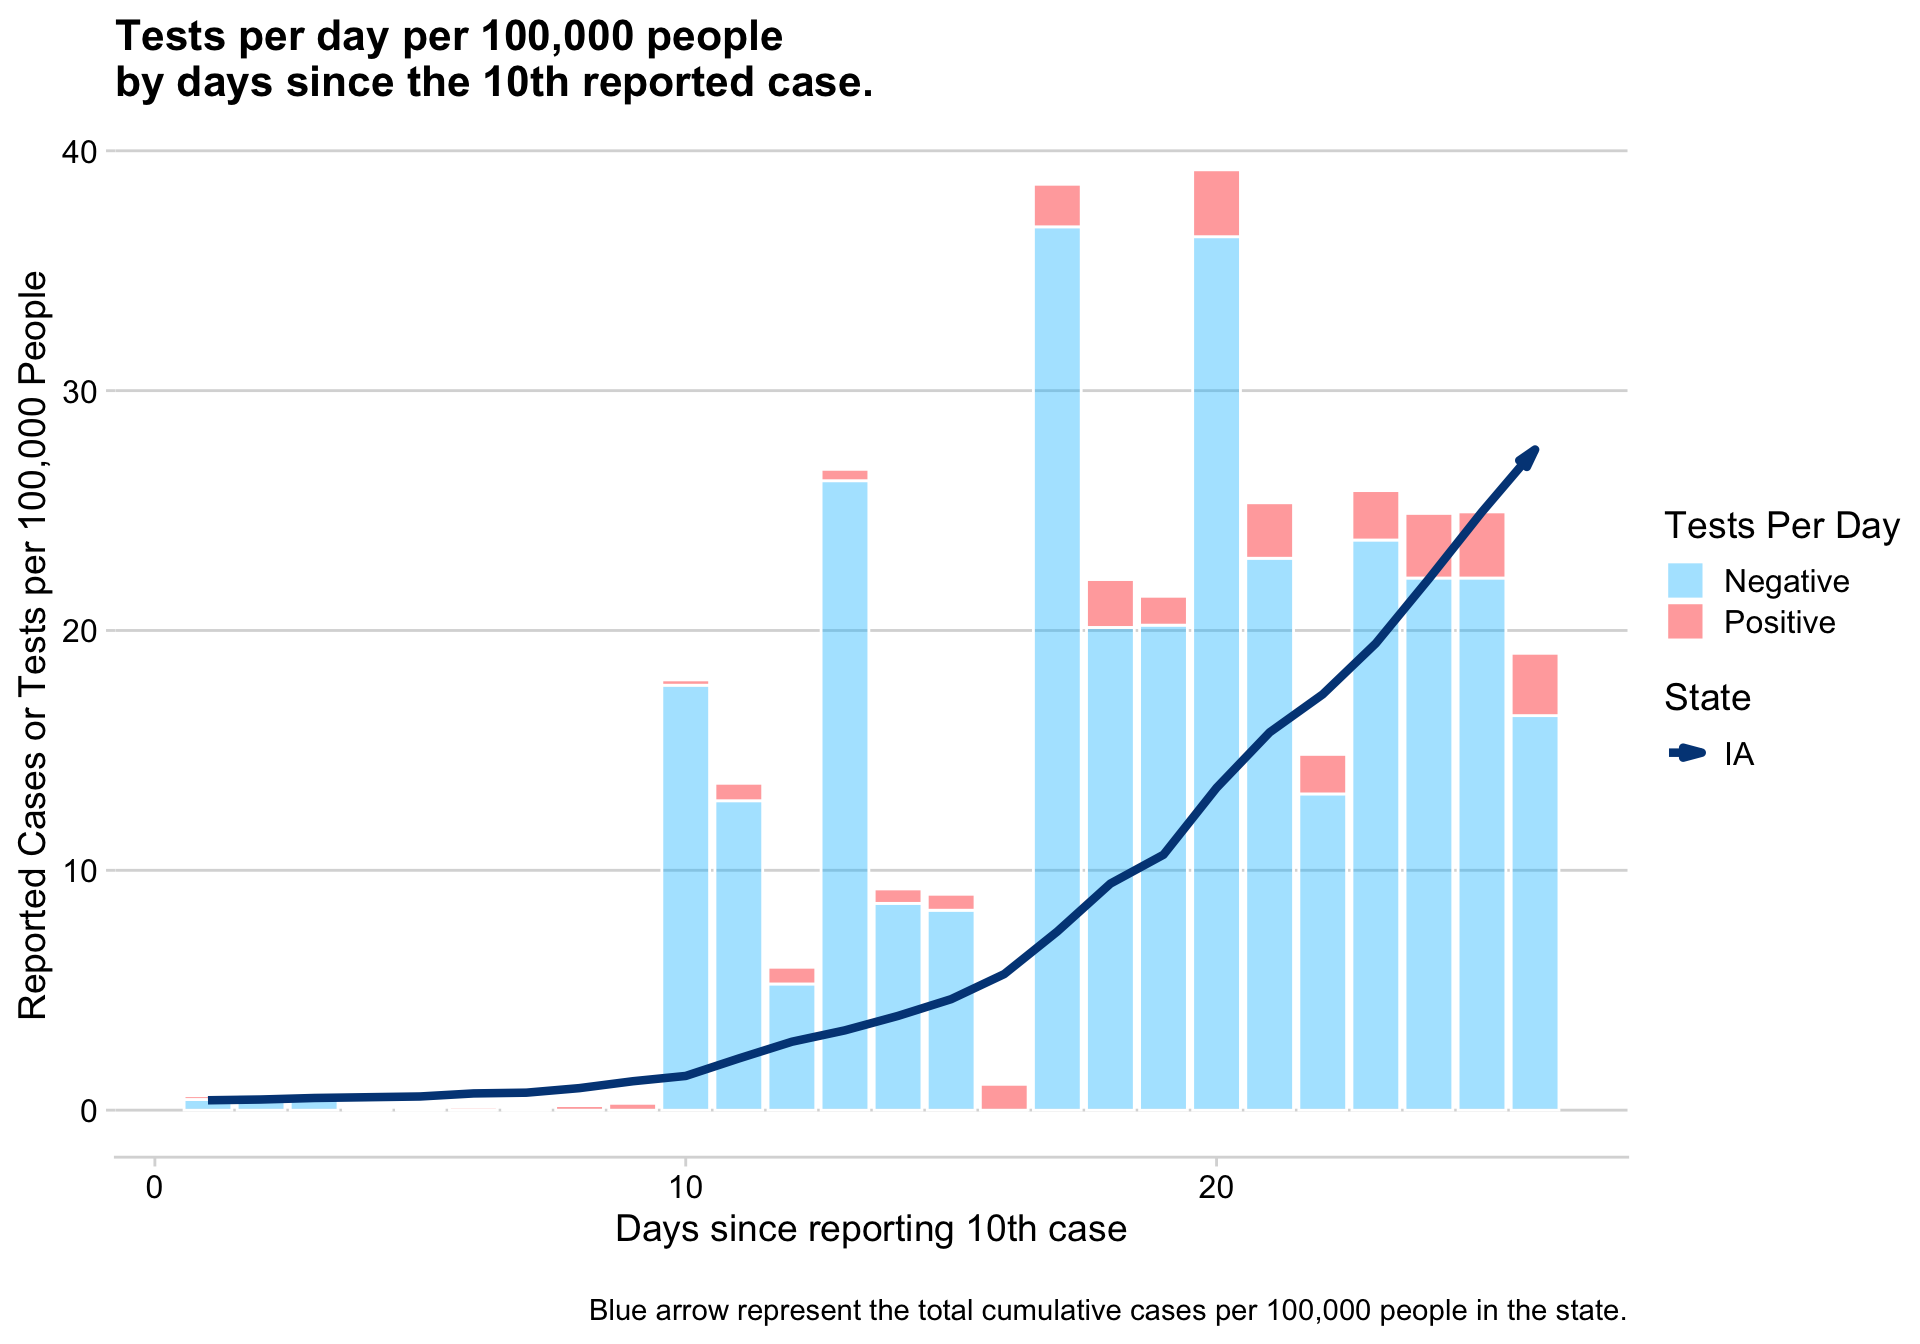 Tests per day per 100,000 people
by days since the 10th reported case.
Reported Cases or Tests per 100,000 People
40
30
20
10
0
0
10
20
Days since reporting 10th case
Tests Per Day
Negative
Positive
State
IA
Blue arrow represent the total cumulative cases per 100,000 people in the state.